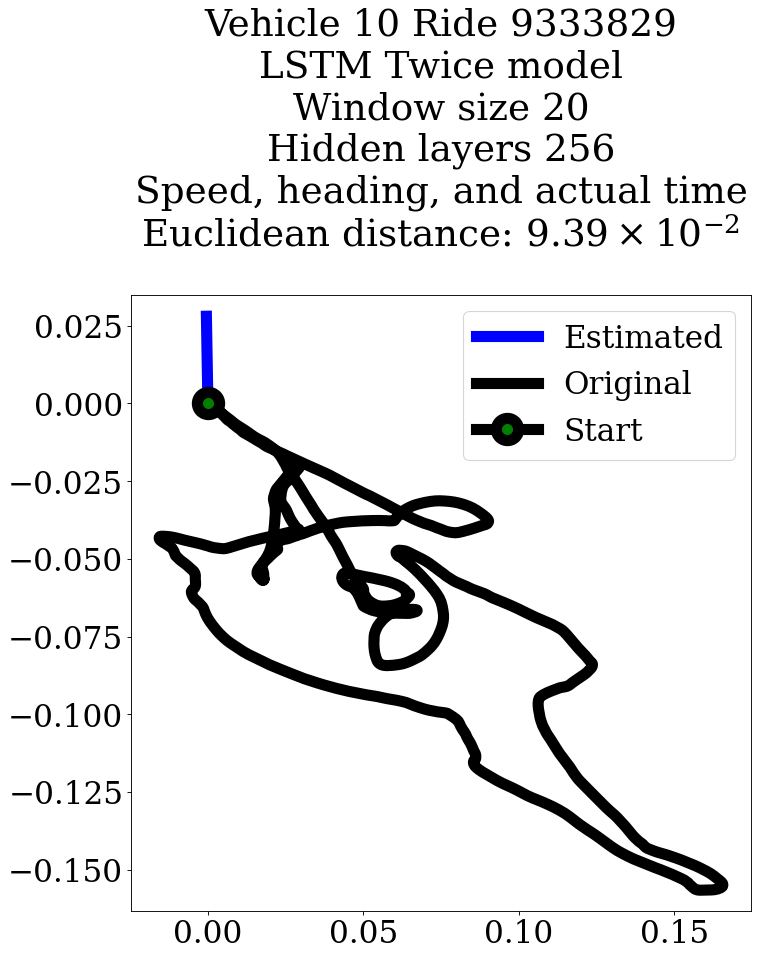 Vehicle 10 Ride 9333829
LSTM Twice model
Window size 20
Hidden layers 256
Speed, heading, and actual time
Euclidean distance: 9.39 × 10⁻²
Estimated
Original
Start
0.025
0.000
−0.025
−0.050
−0.075
−0.100
−0.125
−0.150
0.00 0.05 0.10 0.15